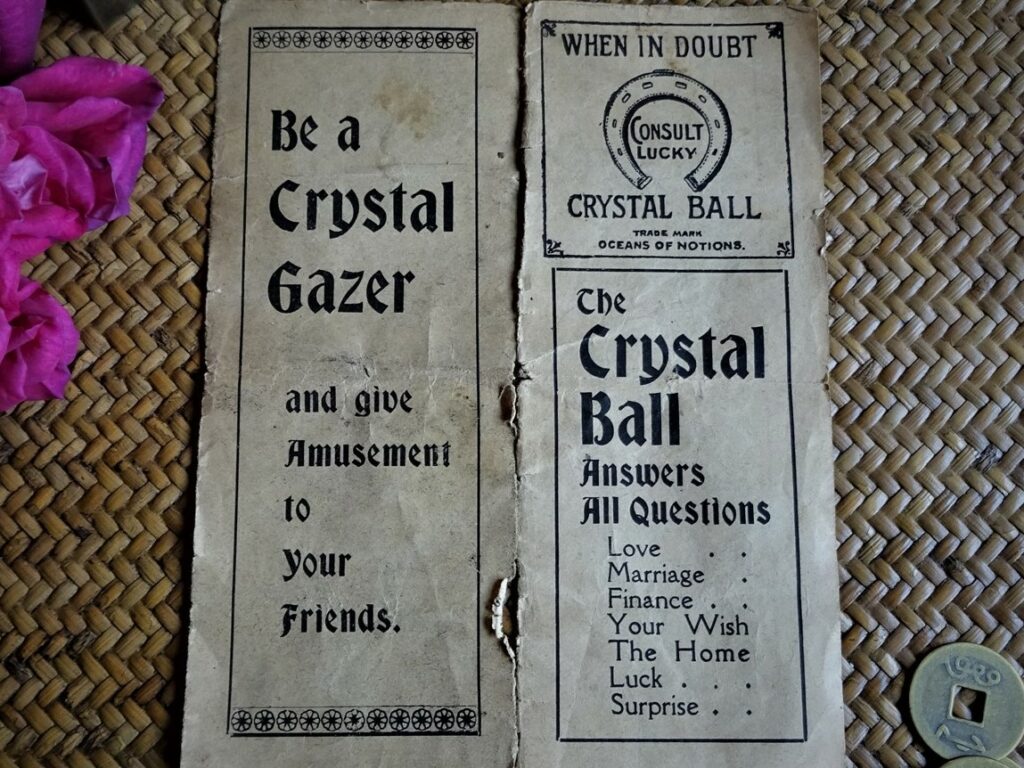 Be a
Crystal
Gazer
and give
Amusement
to
Your
Friends.
WHEN IN DOUBT
CONSULT
LUCKY
CRYSTAL BALL
TRADE MARK
OCEANS OF NOTIONS.
The
Crystal
Ball
Answers
All Questions
Love . .
Marriage .
Finance . .
Your Wish
The Home
Luck . . .
Surprise . .